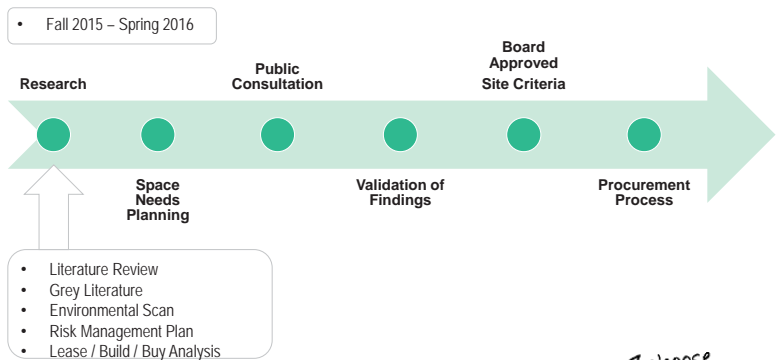 • Fall 2015 – Spring 2016
Research
Public
Consultation
Board
Approved
Site Criteria
Space
Needs
Planning
Validation of
Findings
Procurement
Process
• Literature Review
• Grey Literature
• Environmental Scan
• Risk Management Plan
• Lease / Build / Buy Analysis